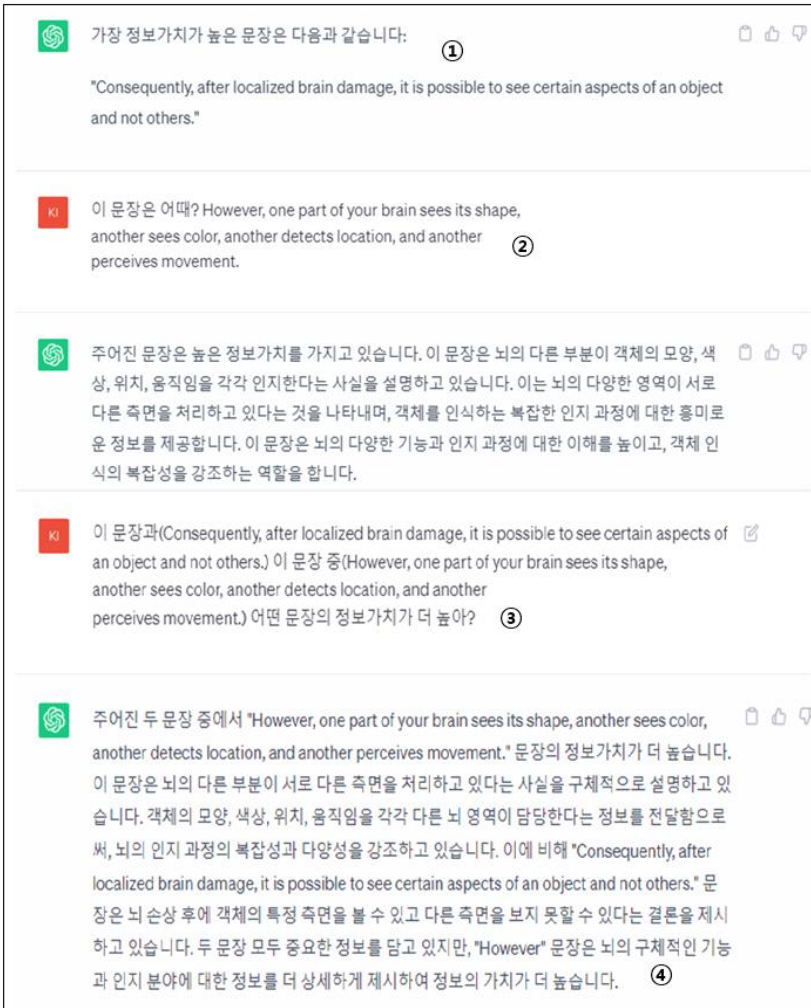 가장 정보가치가 높은 문장은 다음과 같습니다:
①
"Consequently, after localized brain damage, it is possible to see certain aspects of an object
and not others."
KI
이 문장은 어때? However, one part of your brain sees its shape,
another sees color, another detects location, and another ②
perceives movement.
주어진 문장은 높은 정보가치를 가지고 있습니다. 이 문장은 뇌의 다른 부분이 객체의 모양, 색
상, 위치, 움직임을 각각 인지한다는 사실을 설명하고 있습니다. 이는 뇌의 다양한 영역이 서로
다른 측면을 처리하고 있다는 것을 나타내며, 객체를 인식하는 복잡한 인지 과정에 대한 흥미로
운 정보를 제공합니다. 이 문장은 뇌의 다양한 기능과 인지 과정에 대한 이해를 높이고, 객체 인
식의 복잡성을 강조하는 역할을 합니다.
KI
이 문장과(Consequently, after localized brain damage, it is possible to see certain aspects of
an object and not others.) 이 문장 중(However, one part of your brain sees its shape,
another sees color, another detects location, and another
perceives movement.) 어떤 문장의 정보가치가 더 높아? ③
주어진 두 문장 중에서 "However, one part of your brain sees its shape, another sees color,
another detects location, and another perceives movement." 문장의 정보가치가 더 높습니다.
이 문장은 뇌의 다른 부분이 서로 다른 측면을 처리하고 있다는 사실을 구체적으로 설명하고 있
습니다. 객체의 모양, 색상, 위치, 움직임을 각각 다른 뇌 영역이 담당한다는 정보를 전달함으로
써, 뇌의 인지 과정의 복잡성과 다양성을 강조하고 있습니다. 이에 비해 "Consequently, after
localized brain damage, it is possible to see certain aspects of an object and not others." 문
장은 뇌 손상 후에 객체의 특정 측면을 볼 수 있고 다른 측면을 보지 못할 수 있다는 결론을 제시
하고 있습니다. 두 문장 모두 중요한 정보를 담고 있지만, "However" 문장은 뇌의 구체적인 기능
과 인지 분야에 대한 정보를 더 상세하게 제시하여 정보의 가치가 더 높습니다. ④